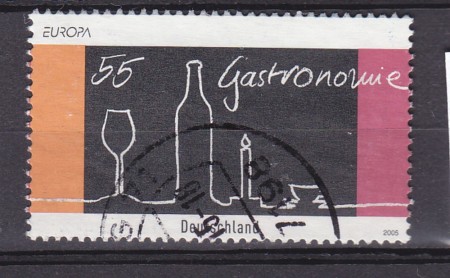 EUROPA
55 Gastronomie
Deutschland
2005